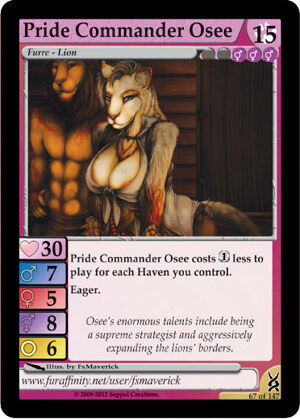 Pride Commander Osee 15
Furre - Lion
30
7
5
8
6
Pride Commander Osee costs 1 less to
play for each Haven you control.
Eager.
Osee's enormous talents include being
a supreme strategist and aggressively
expanding the lions' borders.
Illus. by FsMaverick
www.furaffinity.net/user/fsmaverick
©2009-2012 Seppel Creations.
67 of 147